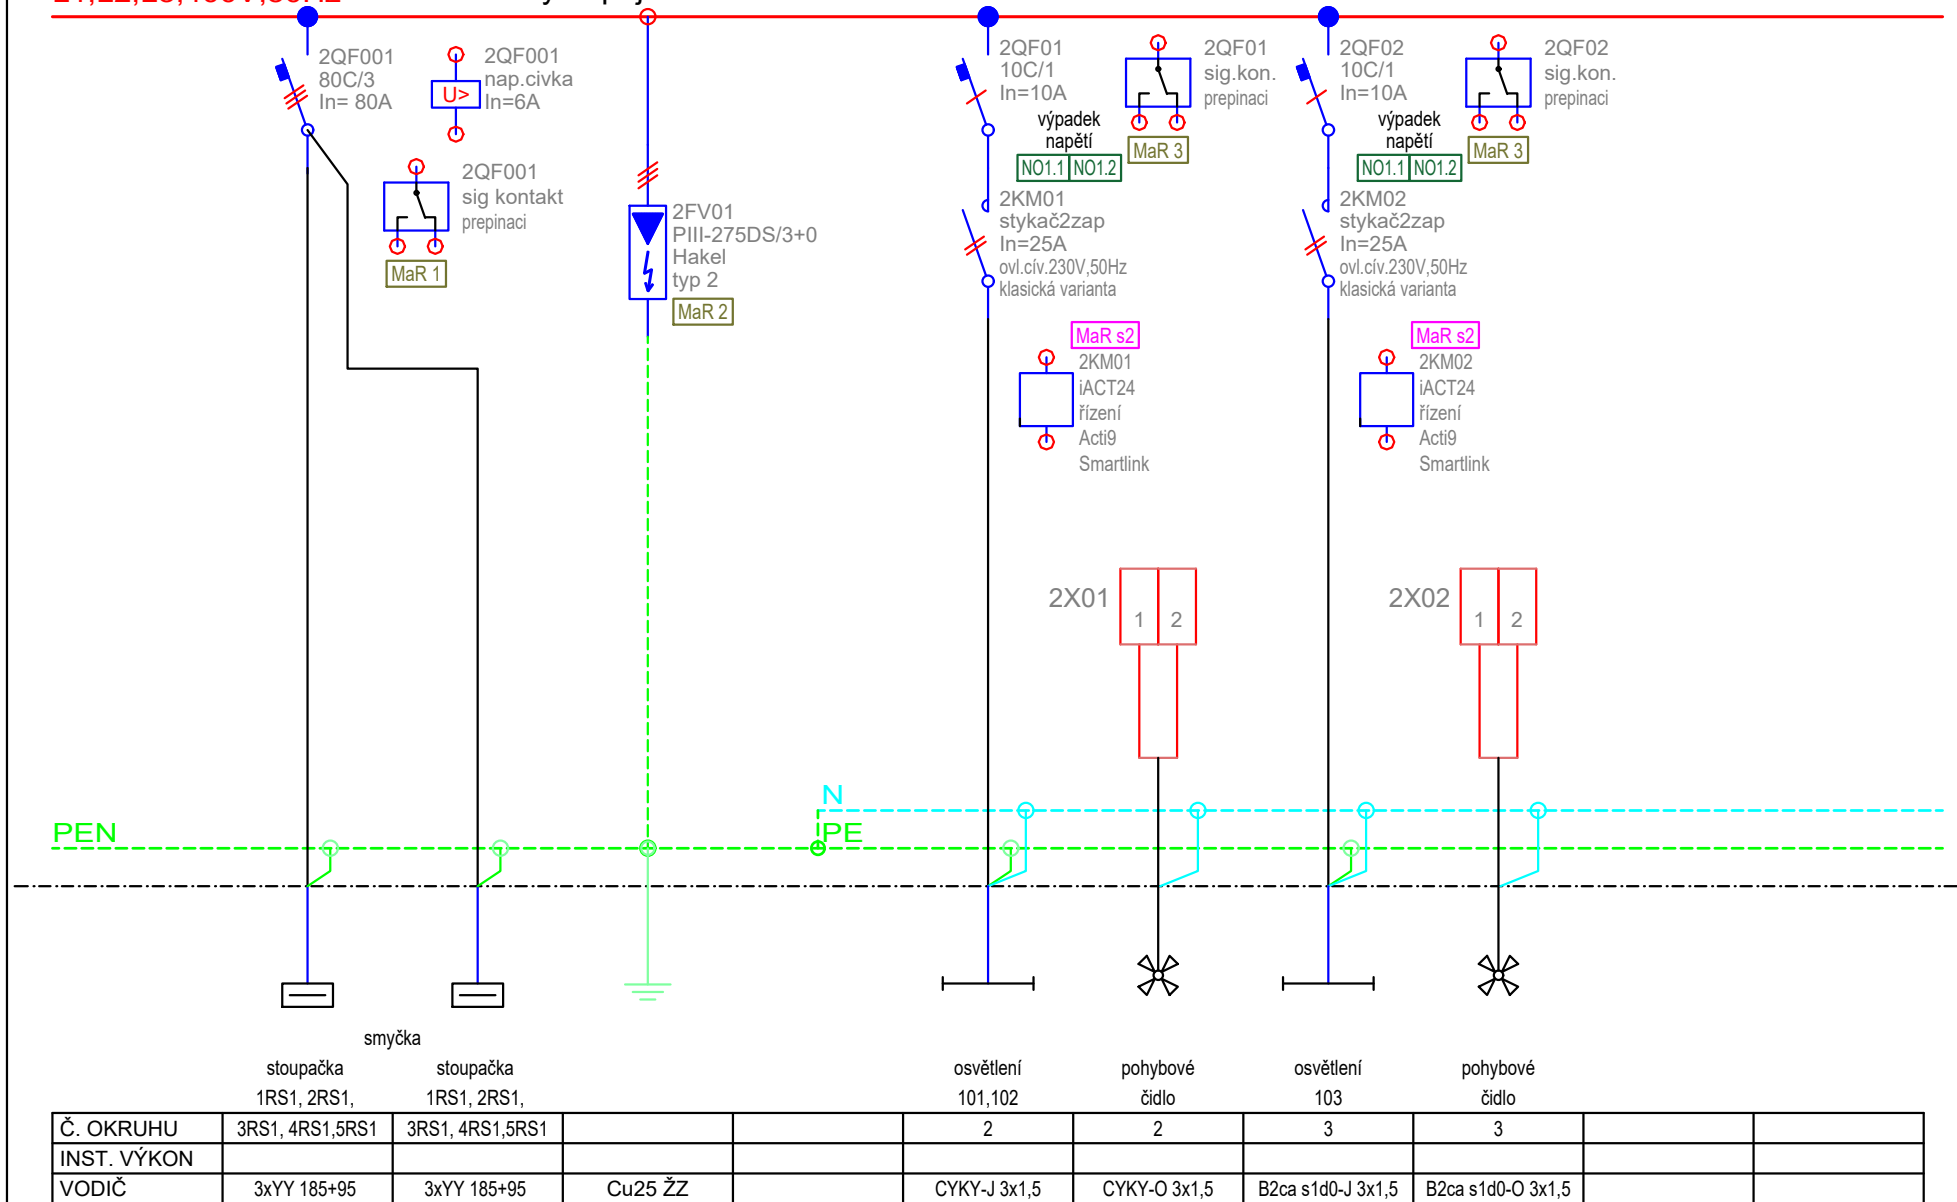 2QF001
80C/3
In= 80A
2QF001
nap.civka
In=6A
U>
2QF001
sig kontakt
prepinaci
MaR 1
2FV01
PIII-275DS/3+0
Hakel
typ 2
MaR 2
2QF01
10C/1
In=10A
výpadek
napětí
NO1.1 NO1.2
2QF01
sig.kon.
prepinaci
MaR 3
2KM01
stykač2zap
In=25A
ovl.cív.230V,50Hz
klasická varianta
MaR s2
2KM01
iACT24
řízení
Acti9
Smartlink
2QF02
10C/1
In=10A
výpadek
napětí
NO1.1 NO1.2
2QF02
sig.kon.
prepinaci
MaR 3
2KM02
stykač2zap
In=25A
ovl.cív.230V,50Hz
klasická varianta
MaR s2
2KM02
iACT24
řízení
Acti9
Smartlink
2X01
1 2
2X02
1 2
N
PEN
PE
smyčka
stoupačka
1RS1, 2RS1,
stoupačka
1RS1, 2RS1,
osvětlení
101,102
pohybové
čidlo
osvětlení
103
pohybové
čidlo
Č. OKRUHU 3RS1, 4RS1,5RS1 3RS1, 4RS1,5RS1 2 2 3 3
INST. VÝKON
VODIČ 3xYY 185+95 3xYY 185+95 Cu25 ŽZ CYKY-J 3x1,5 CYKY-O 3x1,5 B2ca s1d0-J 3x1,5 B2ca s1d0-O 3x1,5